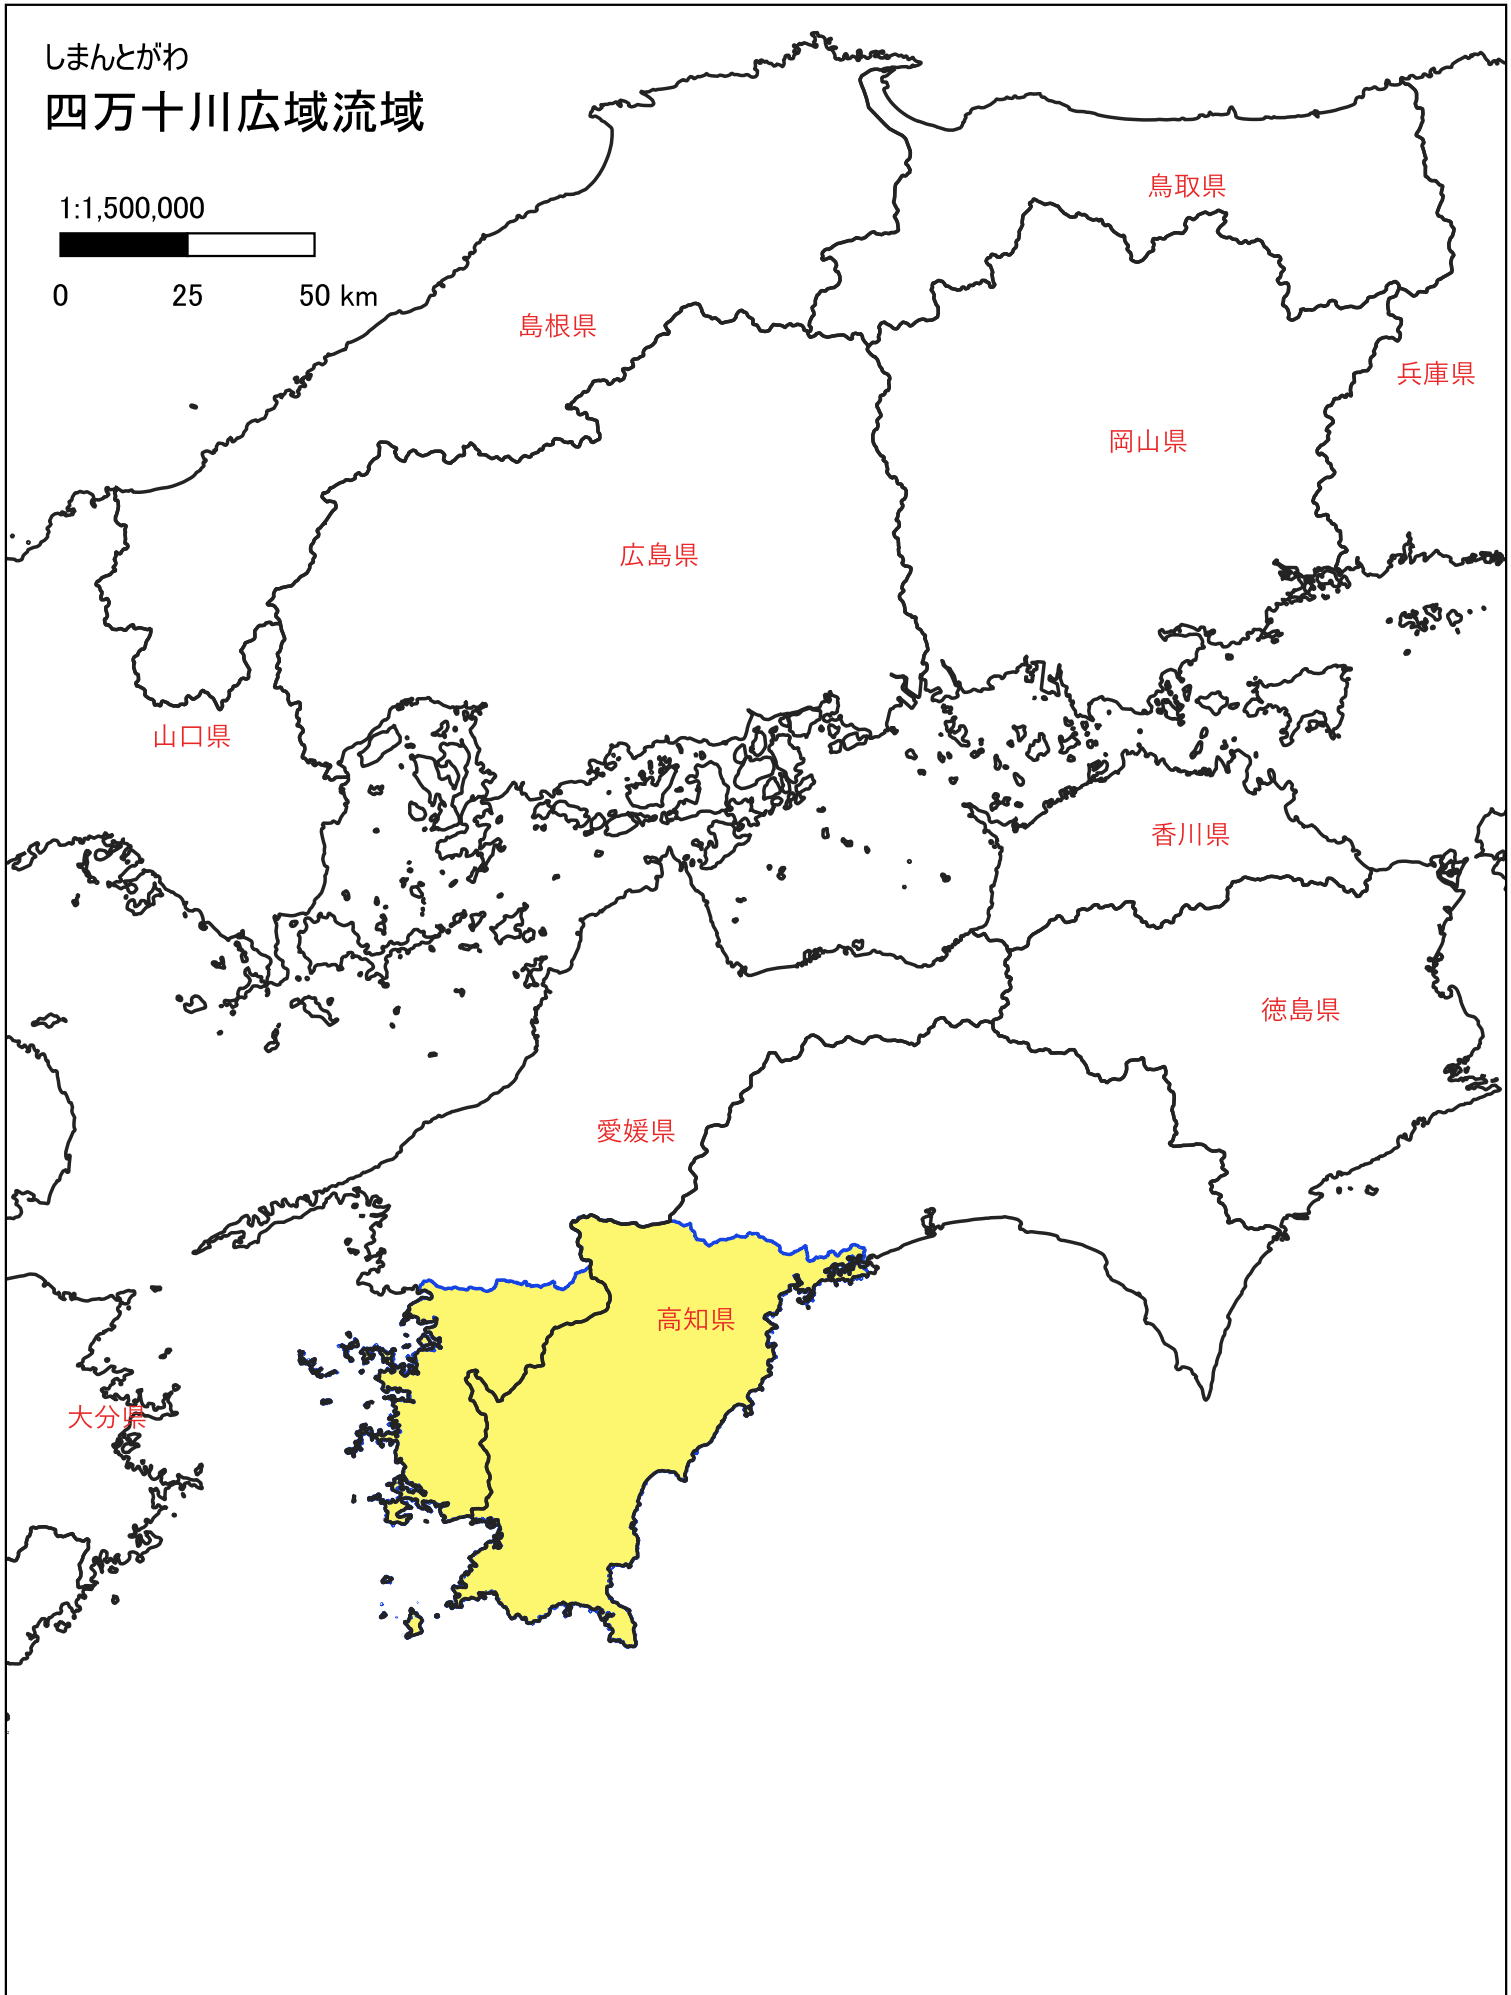 しまんとがわ
四万十川広域流域
1:1,500,000
0 25 50 km
鳥取県
島根県
兵庫県
岡山県
広島県
山口県
香川県
徳島県
愛媛県
高知県
大分県